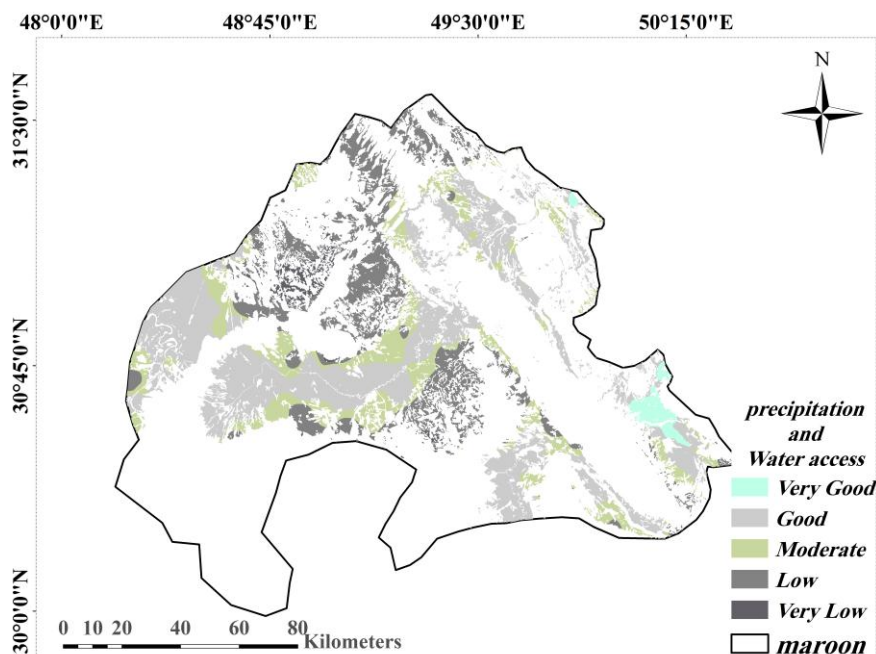 48°0'0"E 48°45'0"E 49°30'0"E 50°15'0"E
N
31°30'0"N
30°45'0"N
30°0'0"N
precipitation
and
Water access
Very Good
Good
Moderate
Low
Very Low
maroon
0 10 20 40 60 80
Kilometers